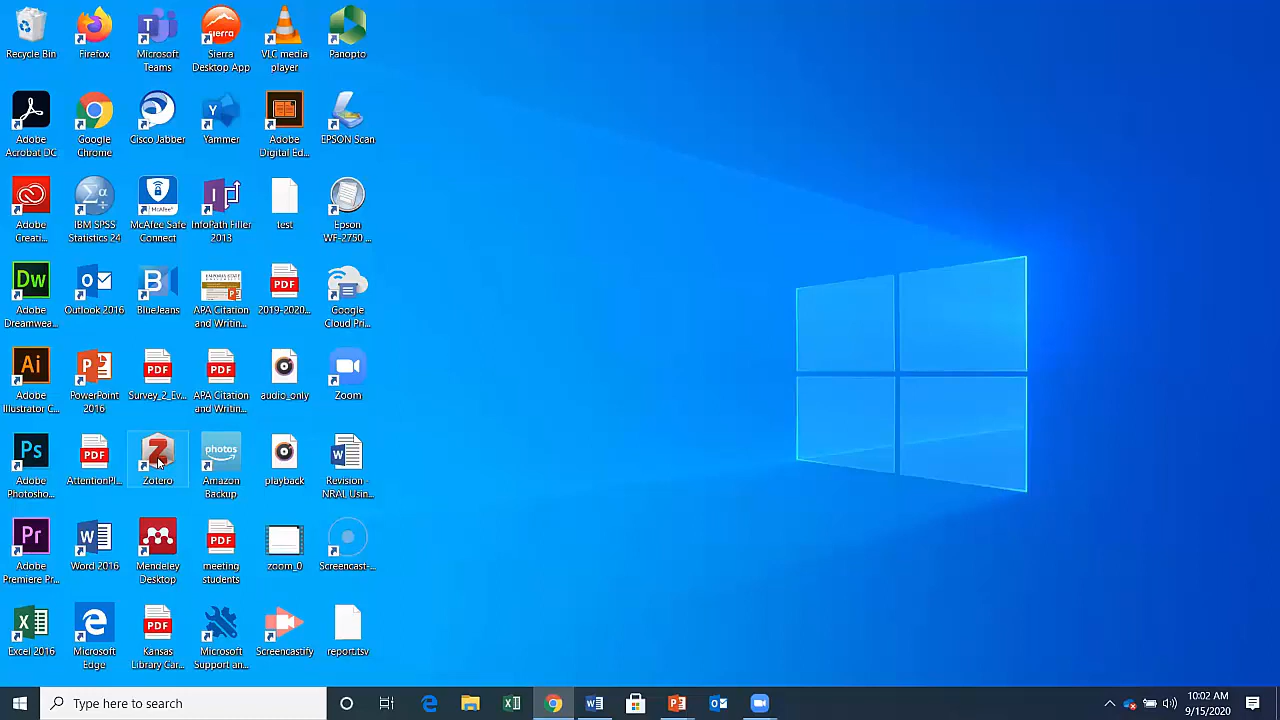 Recycle Bin
Firefox
Microsoft
Teams
Sierra
Desktop App
VLC media
player
Panopto
Adobe
Acrobat DC
Google
Chrome
Cisco Jabber
Yammer
Adobe
Digital Ed...
EPSON Scan
Adobe
Creati...
IBM SPSS
Statistics 24
McAfee Safe
Connect
InfoPath Filler
2013
test
Epson
WF-2750 ...
Adobe
Dreamwea...
Outlook 2016
BlueJeans
APA Citation
and Writin...
2019-2020...
Google
Cloud Pri...
Adobe
Illustrator C...
PowerPoint
2016
Survey_2_Ev...
APA Citation
and Writin...
audio_only
Zoom
Adobe
Photosho...
AttentionPl...
Zotero
Amazon
Backup
playback
Revision -
NRAL Usin...
Adobe
Premiere Pr...
Word 2016
Mendeley
Desktop
meeting
students
zoom_0
Screencast-...
Excel 2016
Microsoft
Edge
Kansas
Library Car...
Microsoft
Support an...
Screencastify
report.tsv
Type here to search
10:02 AM
9/15/2020